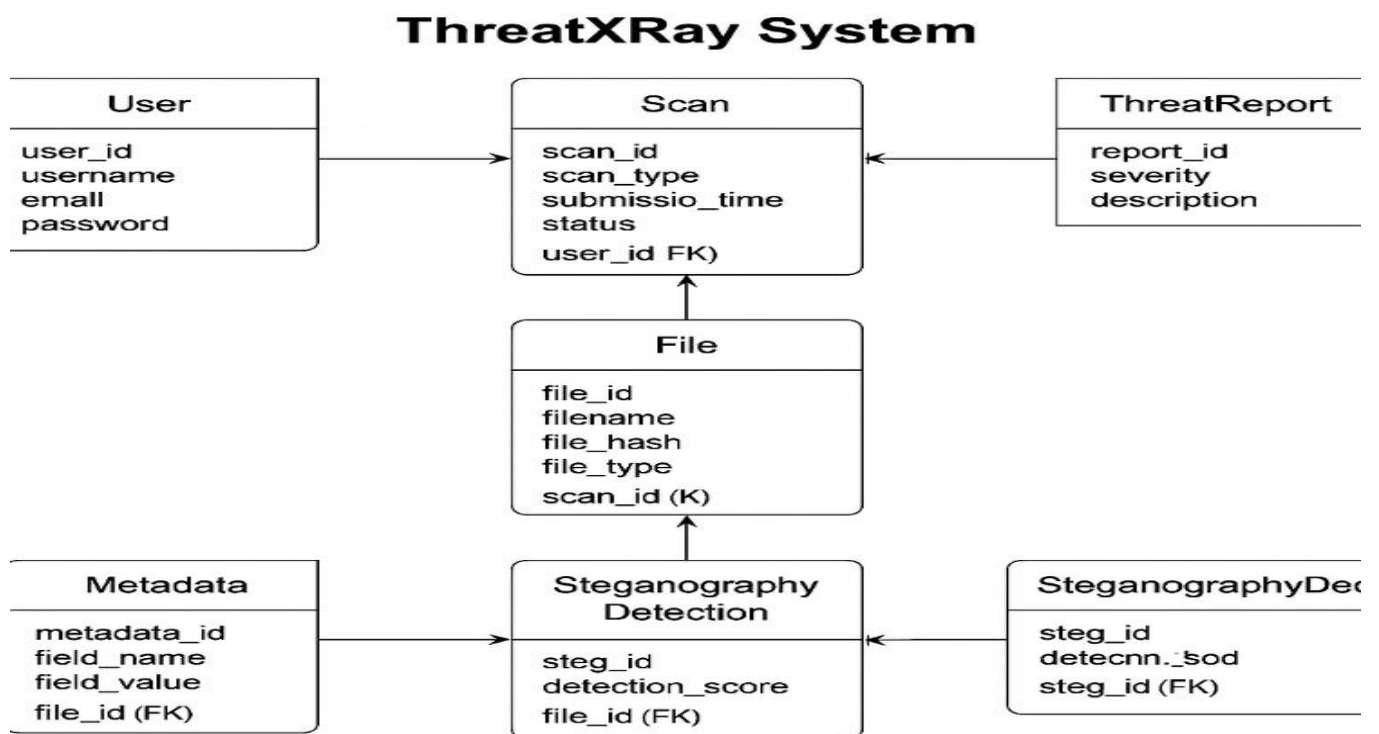 ThreatXRay System
User
user_id
username
emall
password
Scan
scan_id
scan_type
submissio_time
status
user_id FK)
ThreatReport
report_id
severity
description
File
file_id
filename
file_hash
file_type
scan_id (K)
Metadata
metadata_id
field_name
field_value
file_id (FK)
Steganography
Detection
steg_id
detection_score
file_id (FK)
SteganographyDec
steg_id
steg_id (FK)